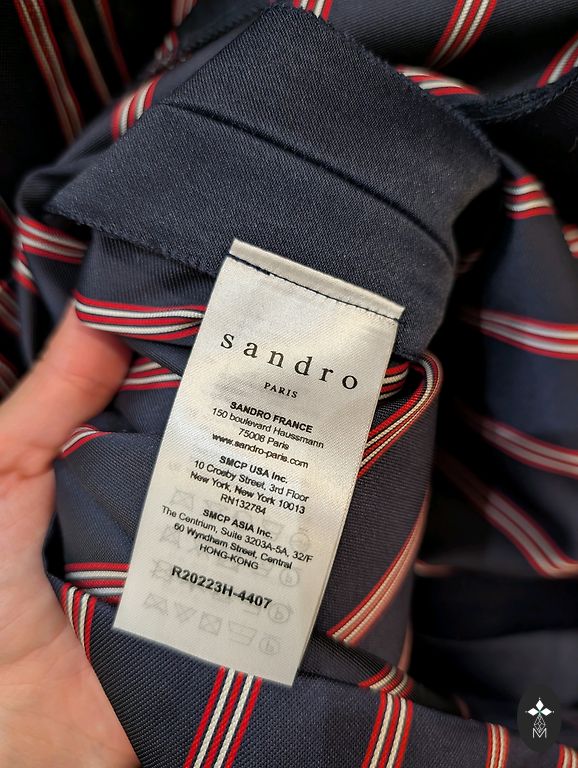 sandro
PARIS
SANDRO FRANCE
150 boulevard Haussmann
75008 Paris
www.sandro-paris.com
SMCP USA Inc.
10 Crosby Street, 3rd Floor
New York, New York 10013
RN132784
SMCP ASIA Inc.
The Centrium, Suite 3203A-5A, 32/F
60 Wyndham Street, Central
HONG-KONG
R20223H-4407
M